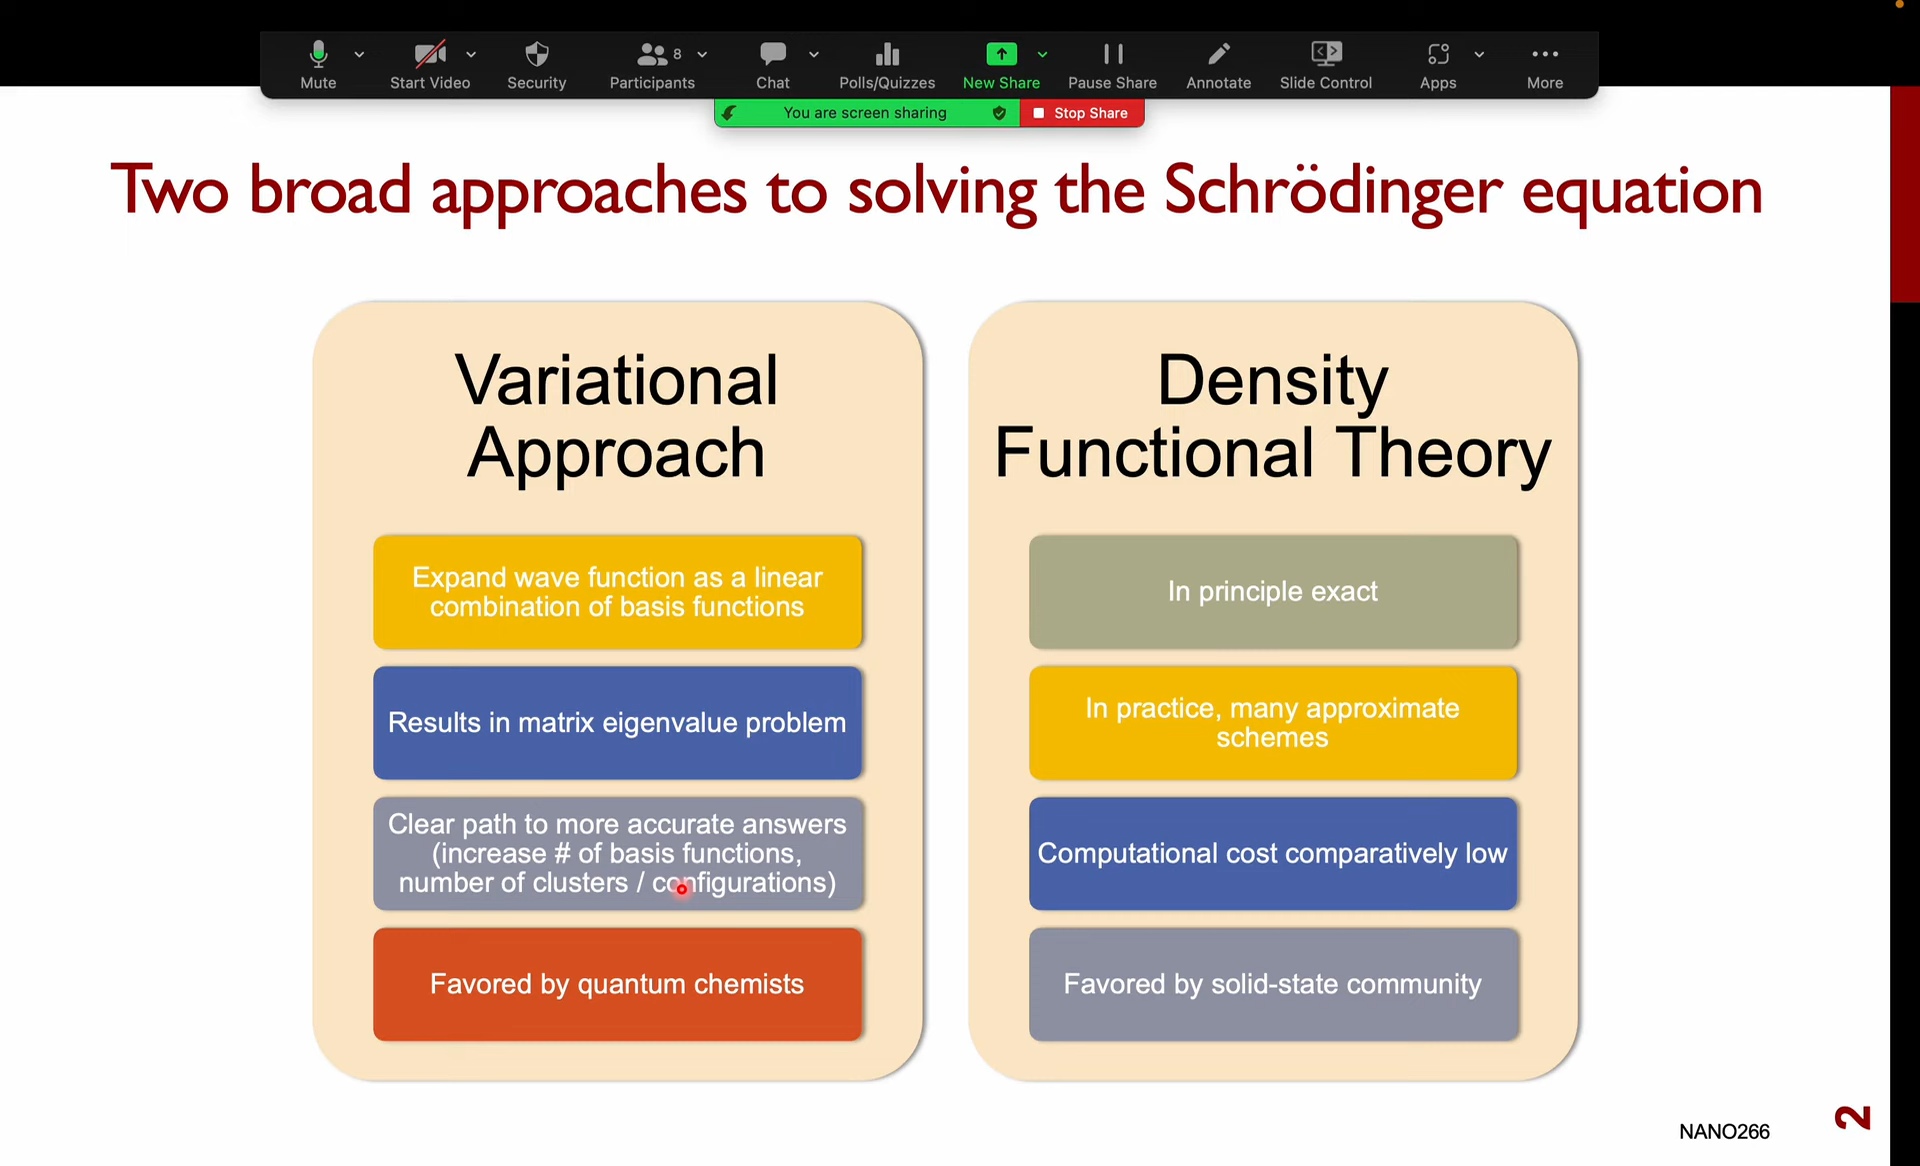 Mute
Start Video
Security
Participants
8
Chat
Polls/Quizzes
New Share
Pause Share
Annotate
Slide Control
Apps
More
You are screen sharing
Stop Share
Two broad approaches to solving the Schrödinger equation
Variational
Approach
Expand wave function as a linear
combination of basis functions
Results in matrix eigenvalue problem
Clear path to more accurate answers
(increase # of basis functions,
number of clusters / configurations)
Favored by quantum chemists
Density
Functional Theory
In principle exact
In practice, many approximate
schemes
Computational cost comparatively low
Favored by solid-state community
NANO266
2